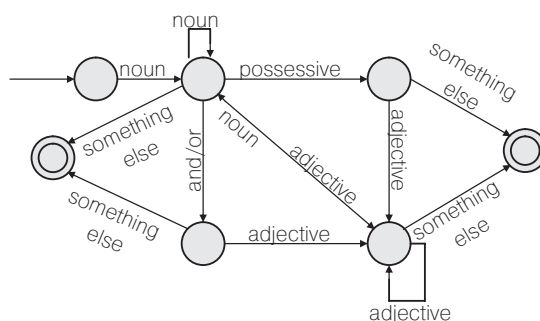 noun
noun
possessive
something
else
something
else
and/or
noun
adjective
adjective
something
else
adjective
something
else
adjective